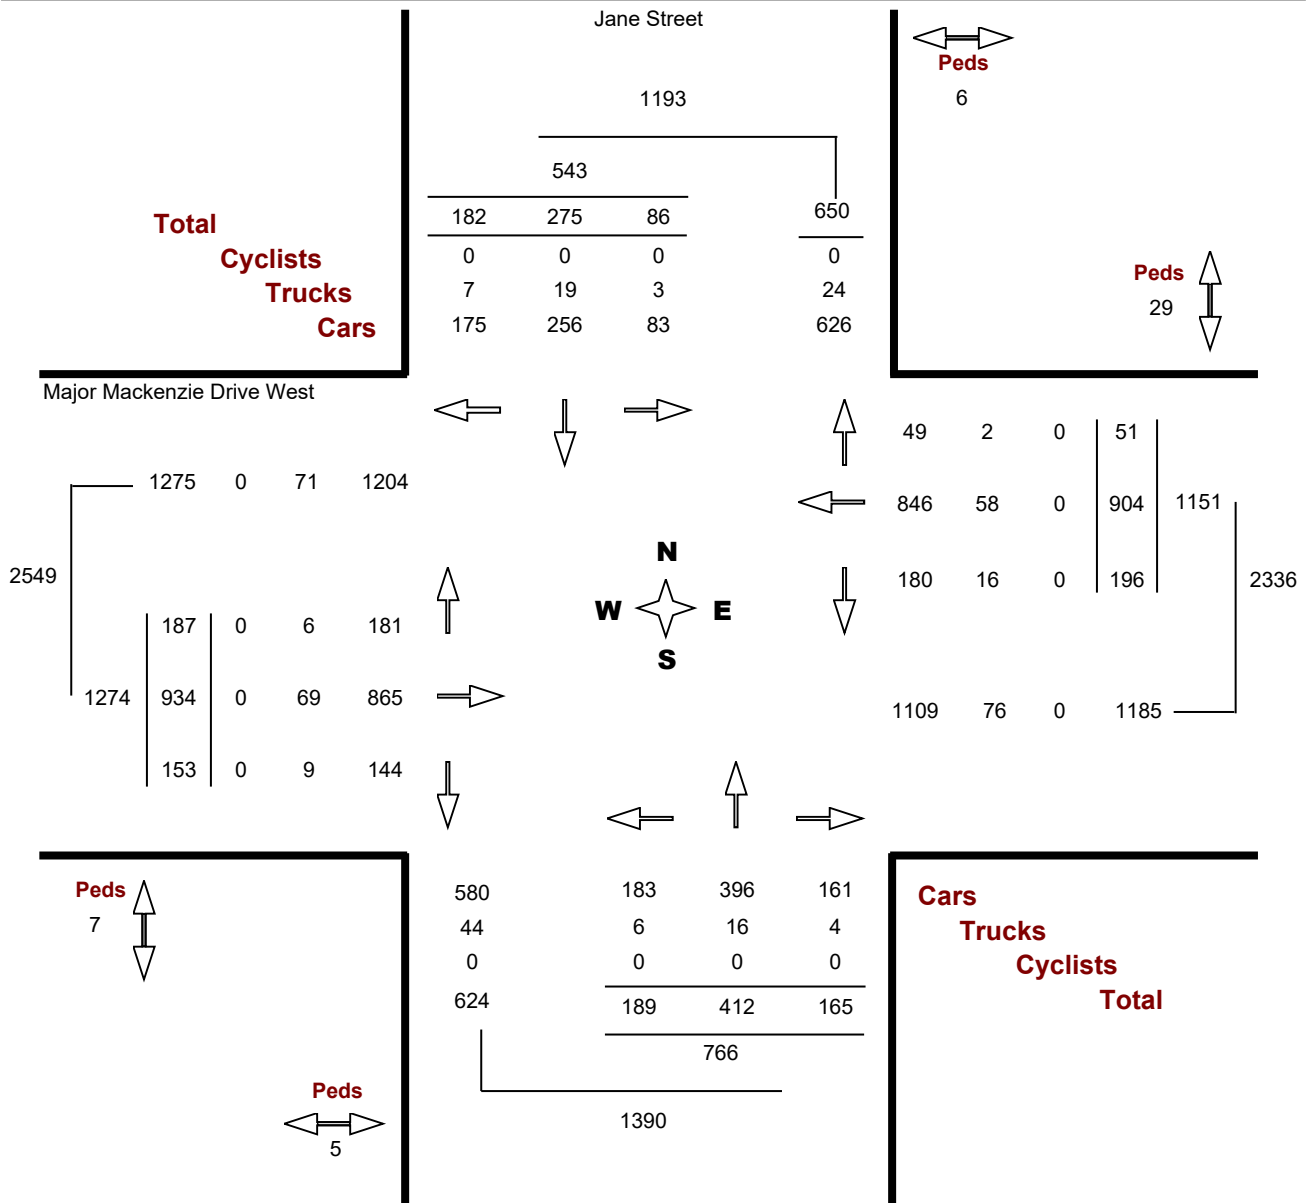 Jane Street
Peds
6
1193
543
182 275 86 650
Total
0 0 0 0
Cyclists
7 19 3 24
Trucks
175 256 83 626
Cars
Peds
29
Major Mackenzie Drive West
49 2 0 51
1275 0 71 1204
846 58 0 904 1151
N
2549
W E
S
180 16 0 196 2336
187 0 6 181
1274 934 0 69 865
1109 76 0 1185
153 0 9 144
Peds
7
580 183 396 161
Cars
44 6 16 4
Trucks
0 0 0 0
Cyclists
624 189 412 165
Total
766
Peds
5
1390